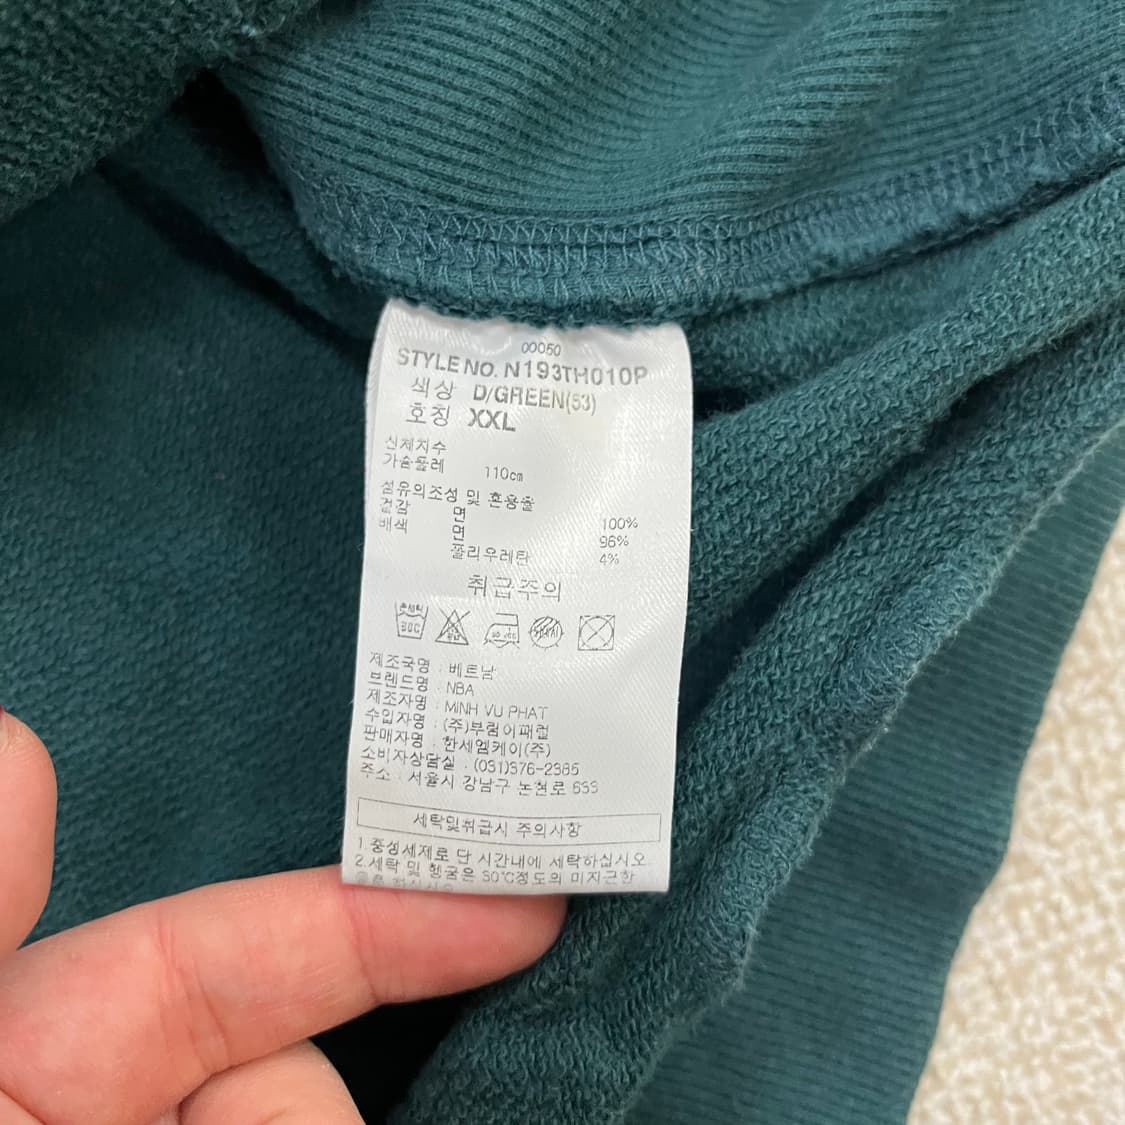 00050
STYLE NO. N193TH010P
색상 D/GREEN(53)
호칭 XXL
신체치수
가슴둘레 110cm
섬유의조성 및 혼용율
겉감 면 100%
배색 면 96%
폴리우레탄 4%
취급주의
손세탁
30C
제조국명 : 베트남
브랜드명 : NBA
제조자명 : MINH VU PHAT
수입자명 : (주)부림어패럴
판매자명 : 한세엠케이(주)
소비자상담실 : (031)376-2385
주소 : 서울시 강남구 논현로 633
세탁및취급시 주의사항
1.중성세제로 단 시간내에 세탁하십시오
2.세탁 및 헹굼은 30℃정도의 미지근한